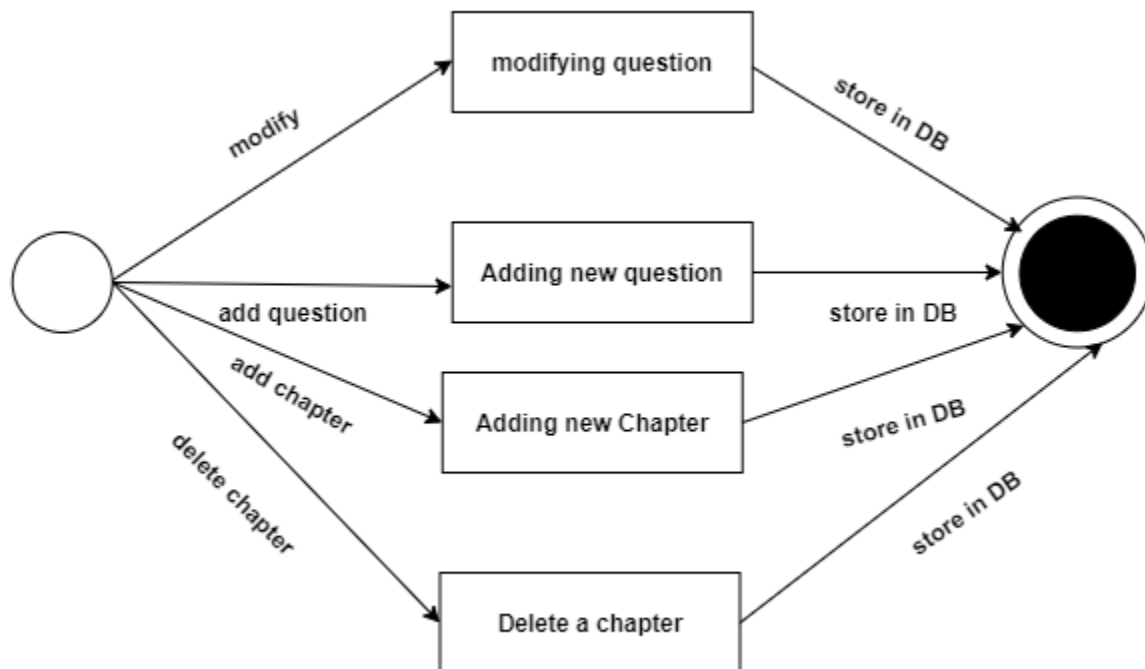 modifying question
modify
store in DB
Adding new question
add question
store in DB
add chapter
Adding new Chapter
store in DB
delete chapter
store in DB
Delete a chapter